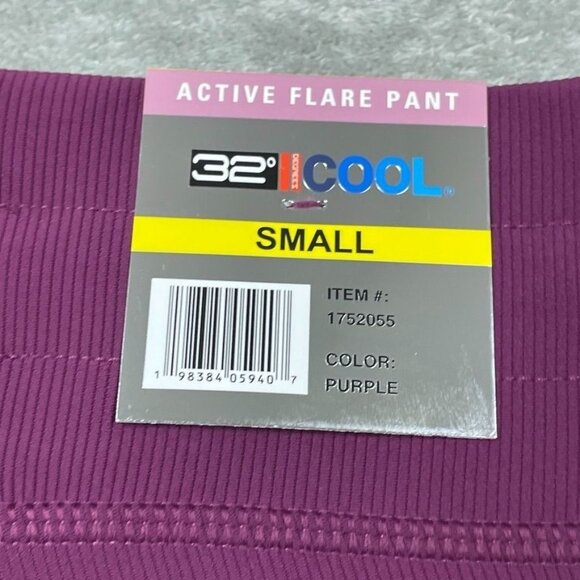 ACTIVE FLARE PANT
32° DEGREES COOL®
SMALL
ITEM #:
1752055
COLOR:
PURPLE
1 98384 05940 7